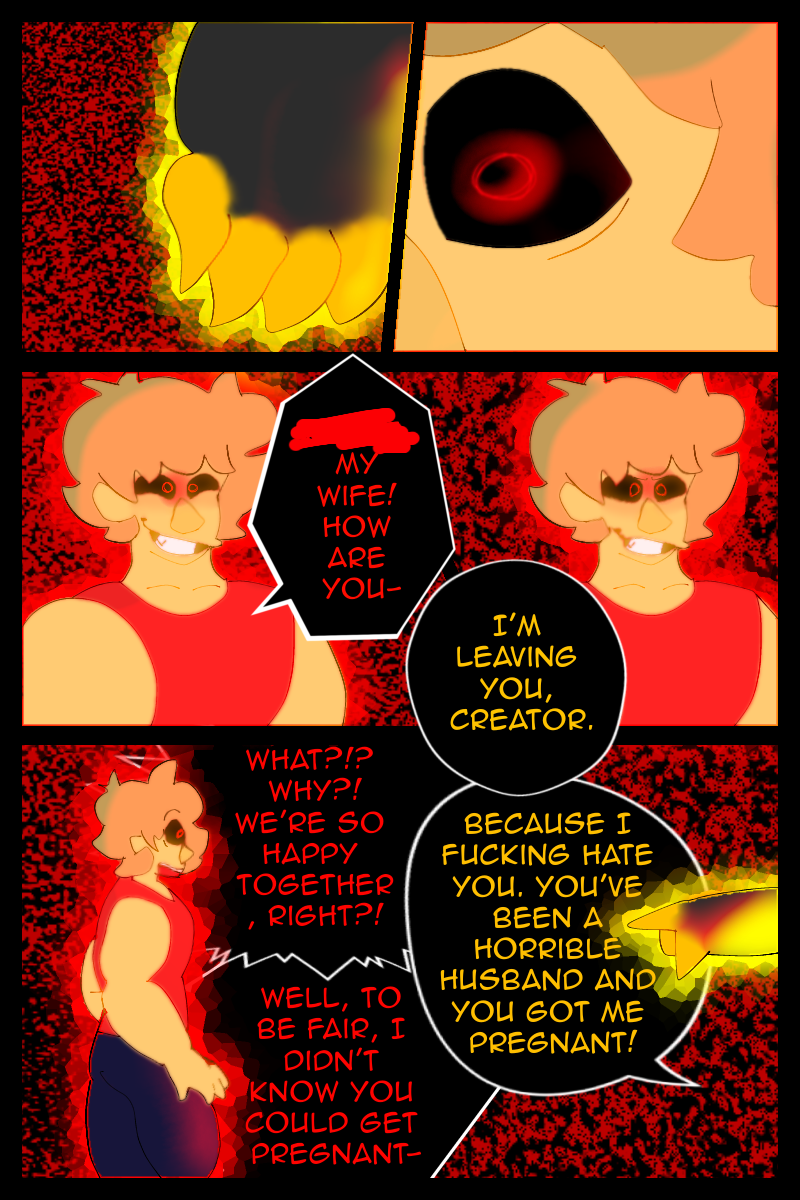 MY
WIFE!
HOW
ARE
YOU-
I'M
LEAVING
YOU,
CREATOR.
WHAT?!?
WHY?!
WE'RE SO
HAPPY
TOGETHER
, RIGHT?!
BECAUSE I
FUCKING HATE
YOU. YOU'VE
BEEN A
HORRIBLE
HUSBAND AND
YOU GOT ME
PREGNANT!
WELL, TO
BE FAIR, I
DIDN'T
KNOW YOU
COULD GET
PREGNANT-